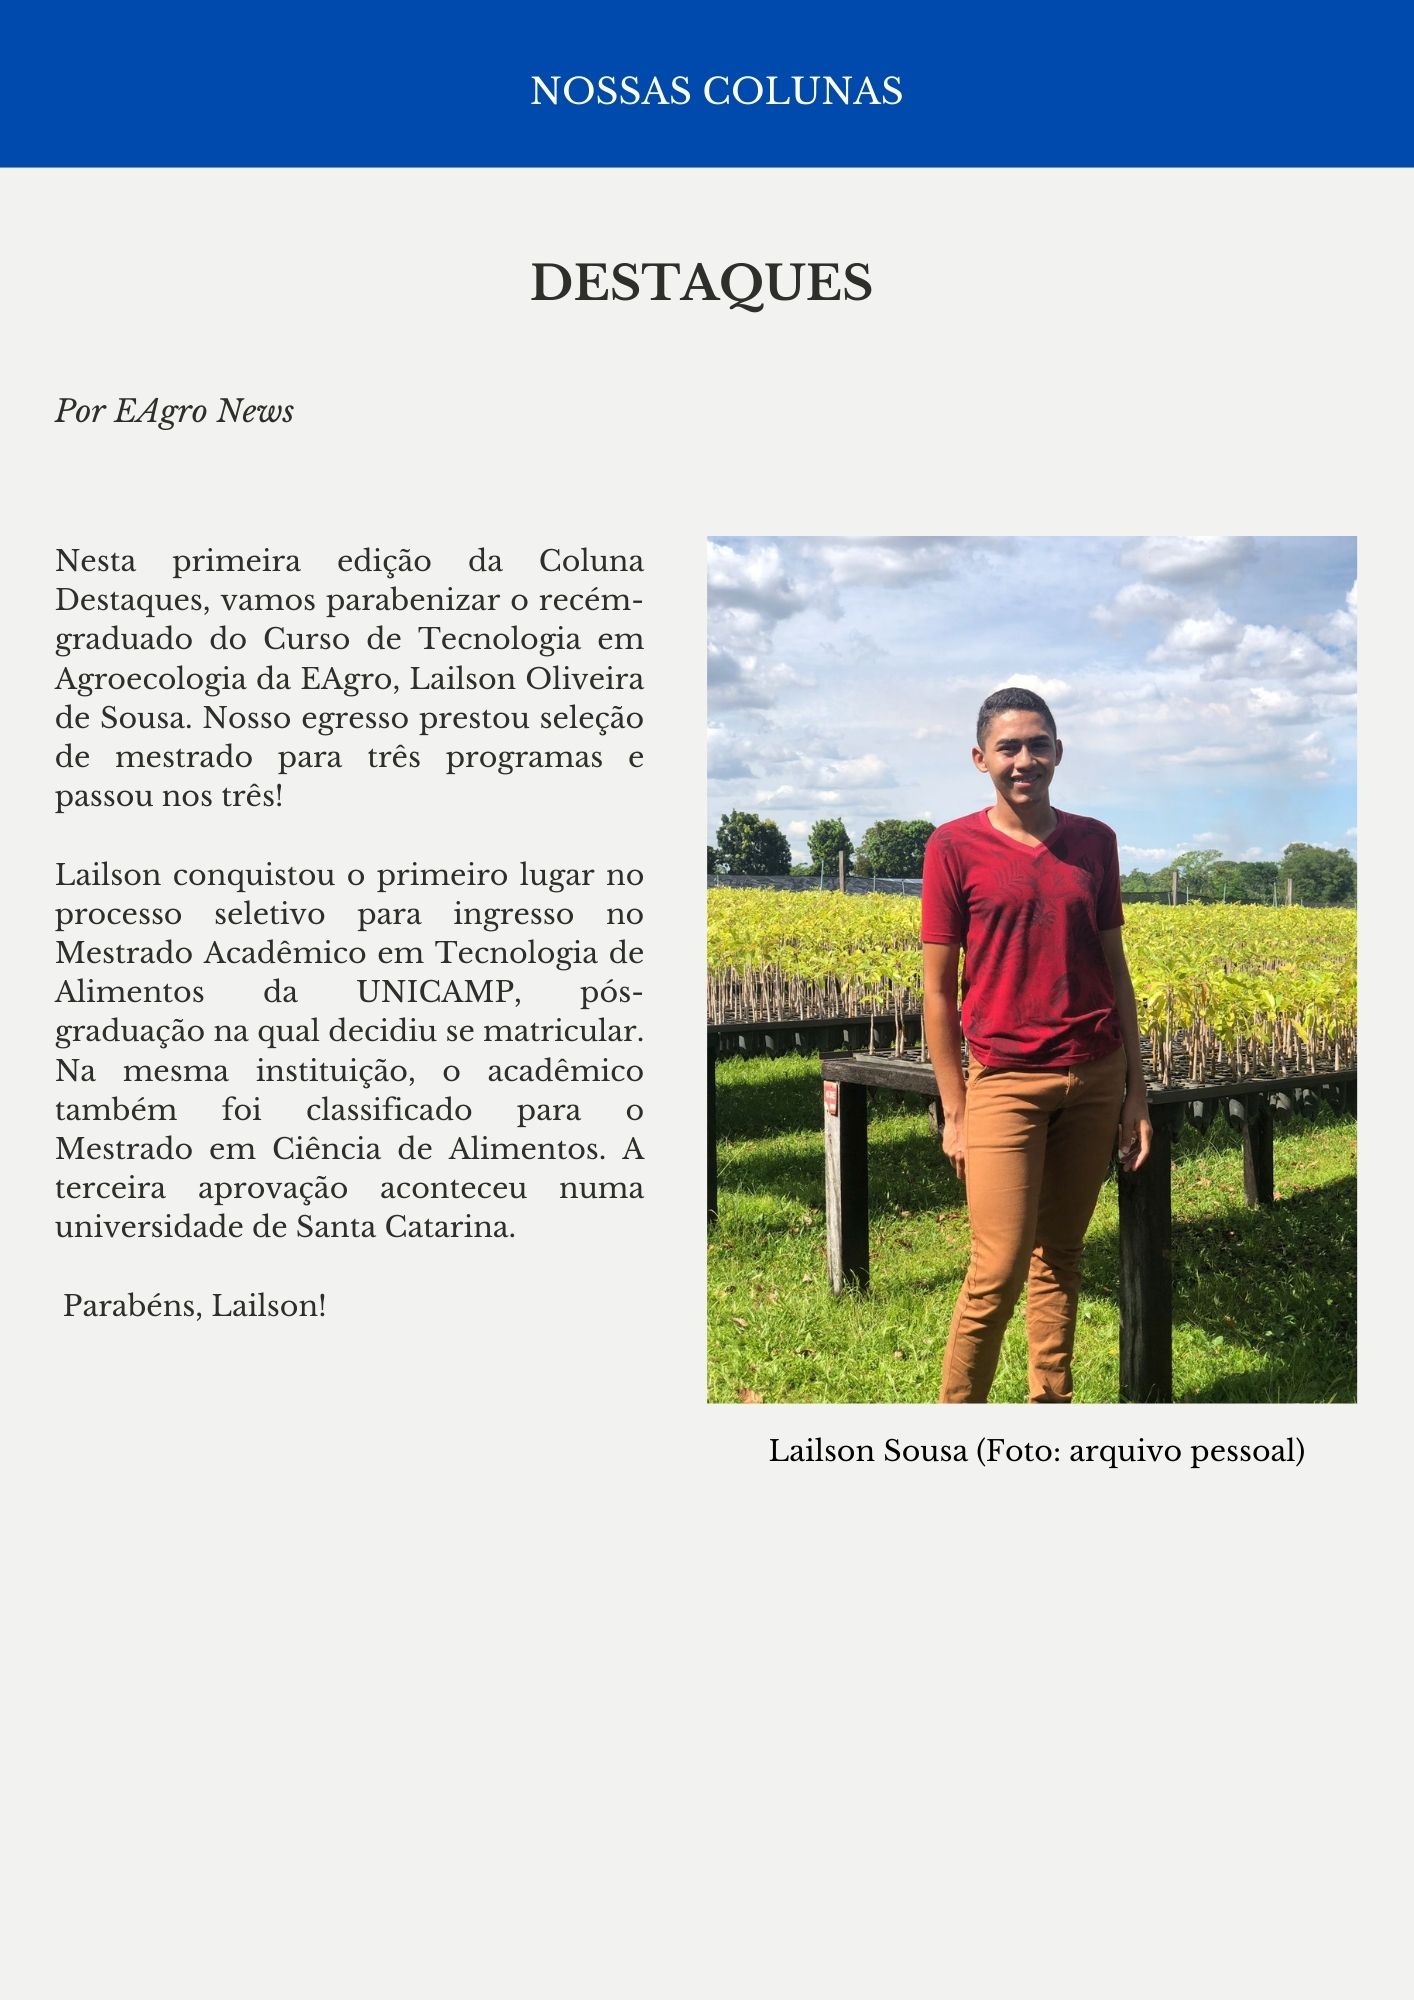 NOSSAS COLUNAS
DESTAQUES
Por EAgro News
Nesta primeira edição da Coluna
Destaques, vamos parabenizar o recém-
graduado do Curso de Tecnologia em
Agroecologia da EAgro, Lailson Oliveira
de Sousa. Nosso egresso prestou seleção
de mestrado para três programas e
passou nos três!
Lailson conquistou o primeiro lugar no
processo seletivo para ingresso no
Mestrado Acadêmico em Tecnologia de
Alimentos da UNICAMP, pós-
graduação na qual decidiu se matricular.
Na mesma instituição, o acadêmico
também foi classificado para o
Mestrado em Ciência de Alimentos. A
terceira aprovação aconteceu numa
universidade de Santa Catarina.
Parabéns, Lailson!
Lailson Sousa (Foto: arquivo pessoal)